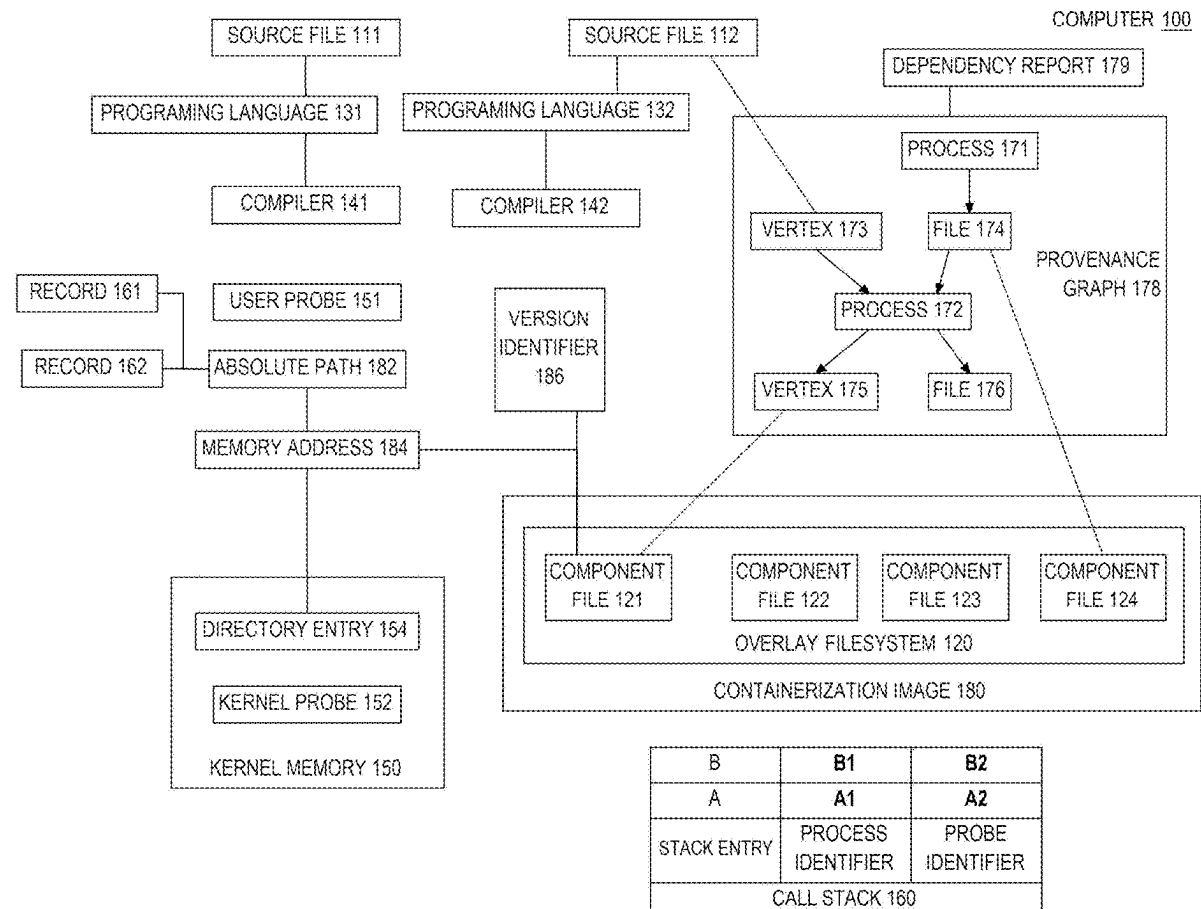 COMPUTER 100
SOURCE FILE 111
SOURCE FILE 112
DEPENDENCY REPORT 179
PROGRAMING LANGUAGE 131
PROGRAMING LANGUAGE 132
PROCESS 171
COMPILER 141
COMPILER 142
VERTEX 173
FILE 174
PROVENANCE
GRAPH 178
RECORD 161
USER PROBE 151
VERSION
IDENTIFIER
186
PROCESS 172
RECORD 162
ABSOLUTE PATH 182
VERTEX 175
FILE 176
MEMORY ADDRESS 184
COMPONENT
FILE 121
COMPONENT
FILE 122
COMPONENT
FILE 123
COMPONENT
FILE 124
OVERLAY FILESYSTEM 120
CONTAINERIZATION IMAGE 180
DIRECTORY ENTRY 154
KERNEL PROBE 152
KERNEL MEMORY 150
B B1 B2
A A1 A2
STACK ENTRY
PROCESS
IDENTIFIER
PROBE
IDENTIFIER
CALL STACK 160